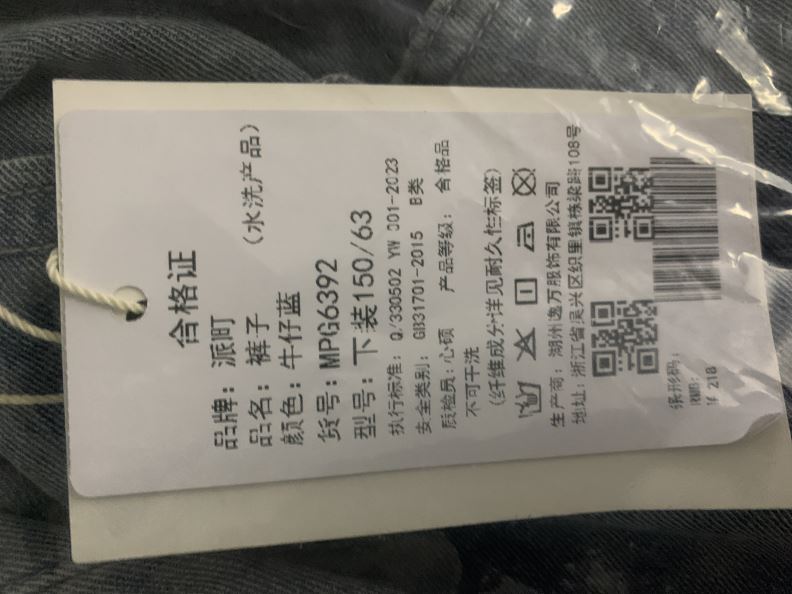 合格证
品牌：派町
品名：裤子 （水洗产品）
颜色：牛仔蓝
货号：MPG6392
型号：下装150/63
执行标准：Q/330502 YW 001-2023
安全类别：GB31701-2015 B类
质检员：心硕 产品等级：合格品
不可干洗
（纤维成分详见耐久性标签）
生产商：湖州逸万服饰有限公司
地址：浙江省吴兴区织里镇栋梁路108号
RMB:
¥ 218